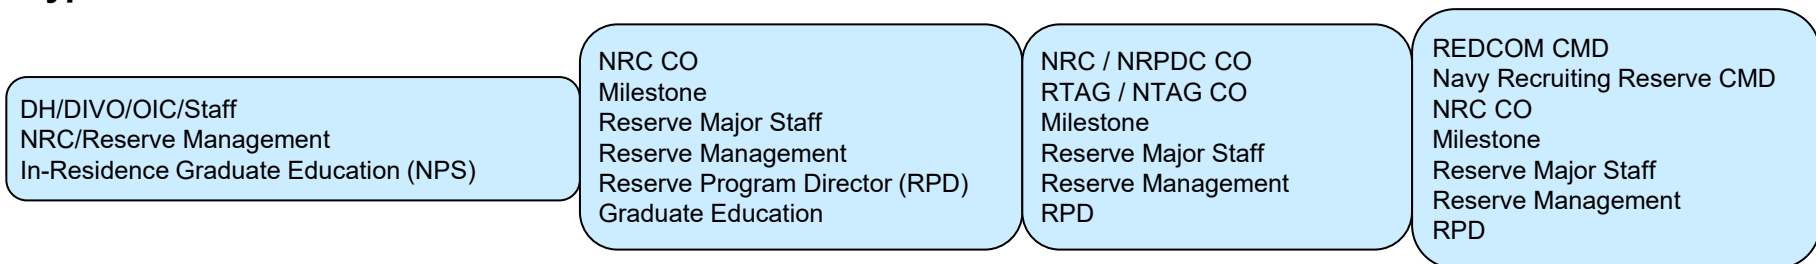 DH/DIVO/OIC/Staff
NRC/Reserve Management
In-Residence Graduate Education (NPS)
NRC CO
Milestone
Reserve Major Staff
Reserve Management
Reserve Program Director (RPD)
Graduate Education
NRC / NRPDC CO
RTAG / NTAG CO
Milestone
Reserve Major Staff
Reserve Management
RPD
REDCOM CMD
Navy Recruiting Reserve CMD
NRC CO
Milestone
Reserve Major Staff
Reserve Management
RPD